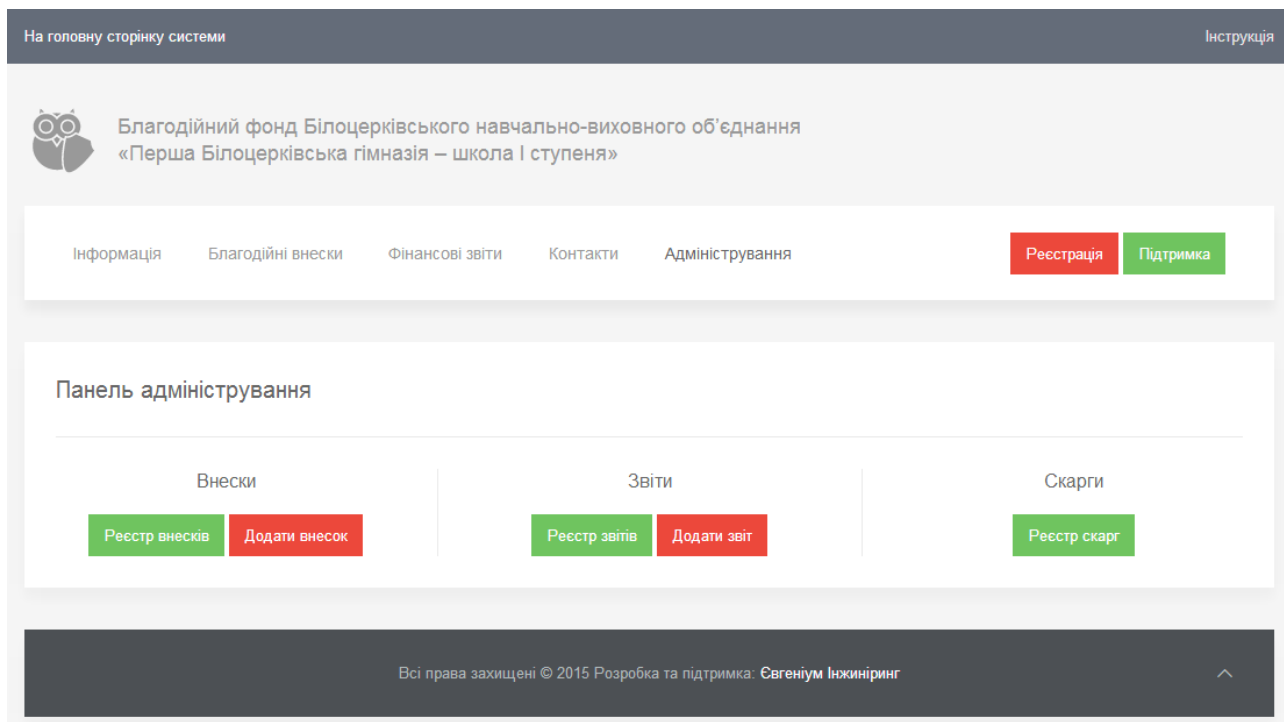 На головну сторінку системи Інструкція
Благодійний фонд Білоцерківського навчально-виховного об’єднання
«Перша Білоцерківська гімназія – школа І ступеня»
Інформація Благодійні внески Фінансові звіти Контакти Адміністрування Реєстрація Підтримка
Панель адміністрування
Внески Звіти Скарги
Реєстр внесків Додати внесок Реєстр звітів Додати звіт Реєстр скарг
Всі права захищені © 2015 Розробка та підтримка: Євгеніум Інжиніринг